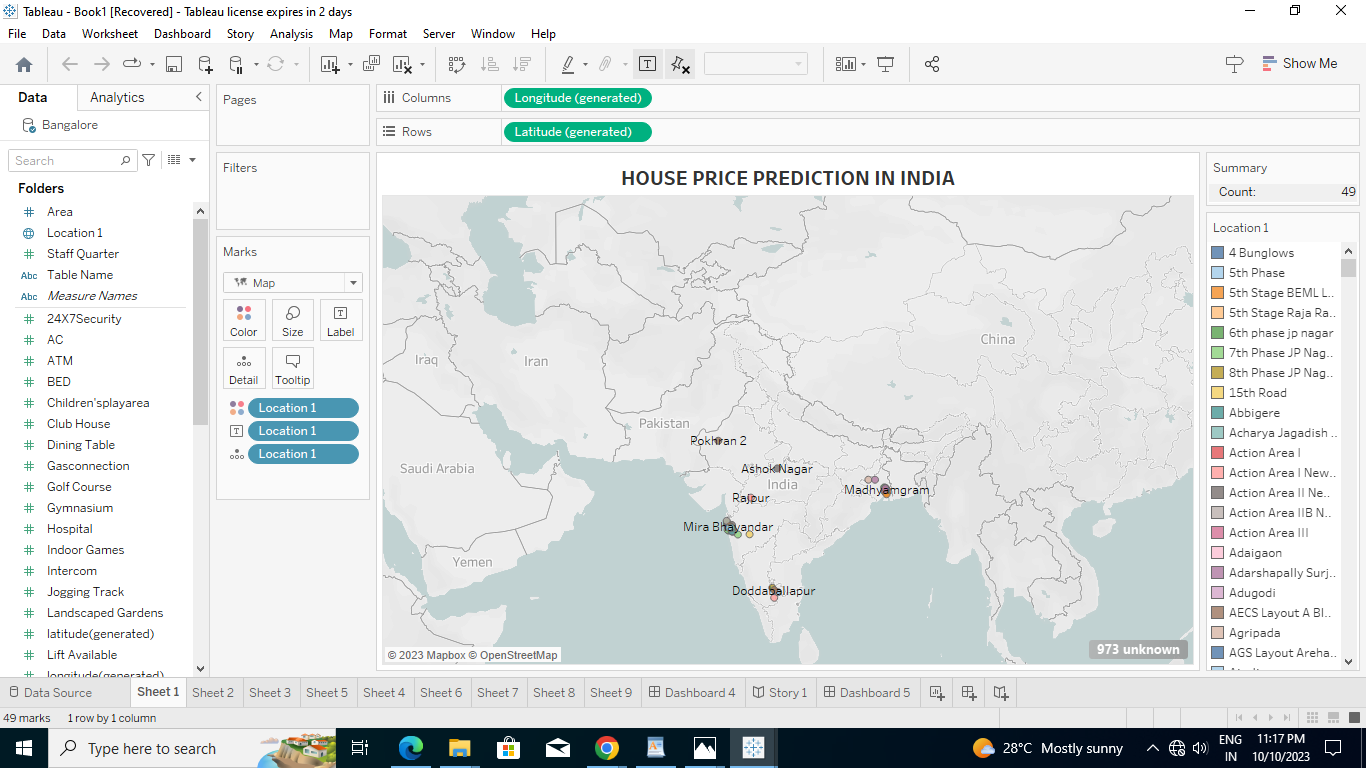 Tableau - Book1 [Recovered] - Tableau license expires in 2 days
File Data Worksheet Dashboard Story Analysis Map Format Server Window Help
Show Me
Data Analytics
Bangalore
Search
Folders
Area
Location 1
Staff Quarter
Abc Table Name
Abc Measure Names
24X7Security
AC
ATM
BED
Children'splayarea
Club House
Dining Table
Gasconnection
Golf Course
Gymnasium
Hospital
Indoor Games
Intercom
Jogging Track
Landscaped Gardens
latitude(generated)
Lift Available
longitude(generated)
Pages
Filters
Marks
Map
Color Size Label
Detail Tooltip
Location 1
Location 1
Location 1
Columns Longitude (generated)
Rows Latitude (generated)
HOUSE PRICE PREDICTION IN INDIA
China
Iraq
Iran
Pakistan
Pokhran 2
Saudi Arabia
Ashok Nagar
India
Madhyamgram
Rajpur
Mira Bhayandar
Yemen
Doddaballapur
© 2023 Mapbox © OpenStreetMap
973 unknown
Summary
Count: 49
Location 1
4 Bunglows
5th Phase
5th Stage BEML L..
5th Stage Raja Ra..
6th phase jp nagar
7th Phase JP Nag..
8th Phase JP Nag..
15th Road
Abbigere
Acharya Jagadish ..
Action Area I
Action Area I New..
Action Area II Ne..
Action Area IIB N..
Action Area III
Adaigaon
Adarshapally Surj..
Adugodi
AECS Layout A Bl..
Agripada
AGS Layout Areha..
Data Source Sheet 1 Sheet 2 Sheet 3 Sheet 5 Sheet 4 Sheet 6 Sheet 7 Sheet 8 Sheet 9 Dashboard 4 Story 1 Dashboard 5
49 marks 1 row by 1 column
Type here to search
28°C Mostly sunny
ENG
IN
11:17 PM
10/10/2023